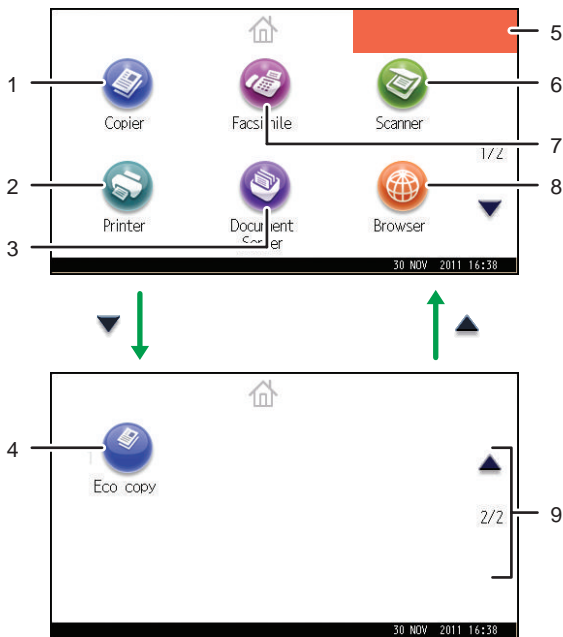 5
1
6
Copier
Facsimile
Scanner
7
1/2
2
8
Printer
Document
Server
Browser
3
30 NOV 2011 16:38
4
Eco copy
2/2
9
30 NOV 2011 16:38